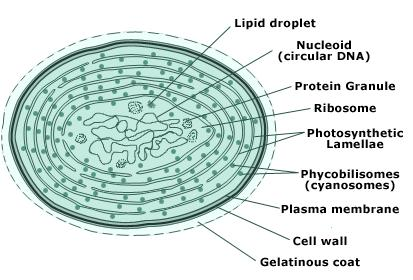 Lipid droplet
Nucleoid
(circular DNA)
Protein Granule
Ribosome
Photosynthetic
Lamellae
Phycobilisomes
(cyanosomes)
Plasma membrane
Cell wall
Gelatinous coat